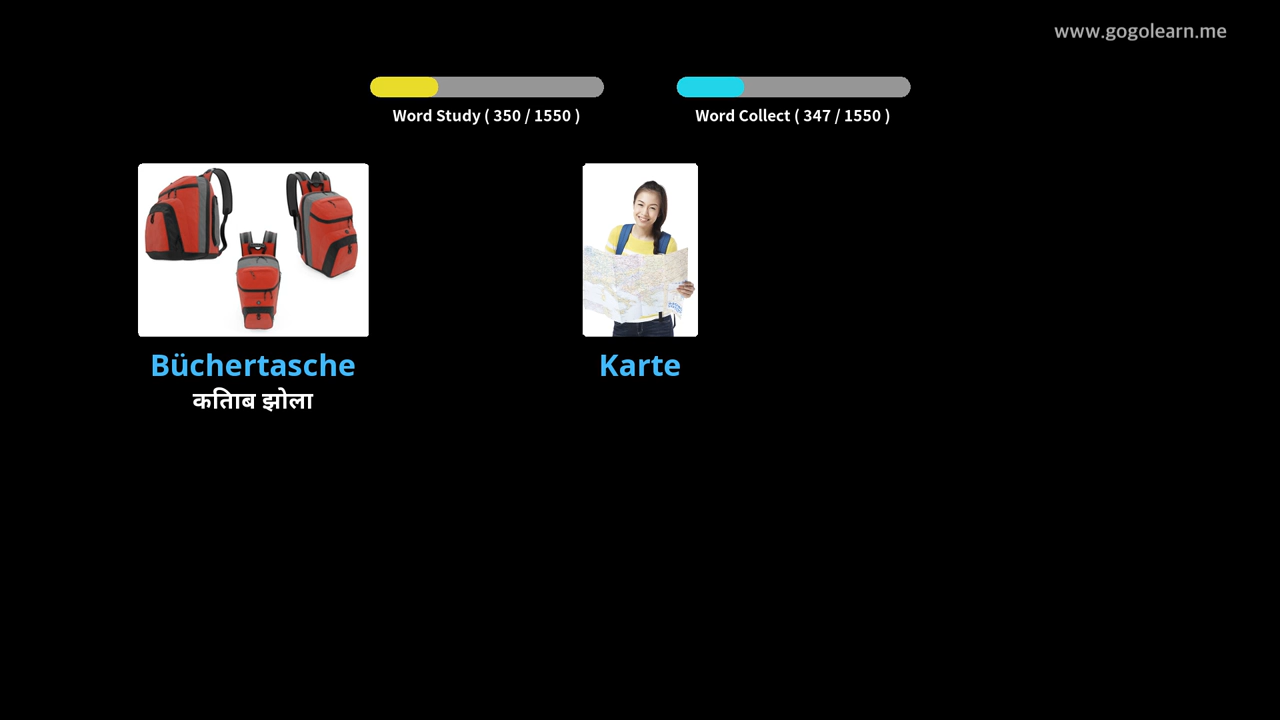 www.gogolearn.me
Word Study ( 350 / 1550 )
Word Collect ( 347 / 1550 )
Büchertasche
Karte
कितिाब झोला